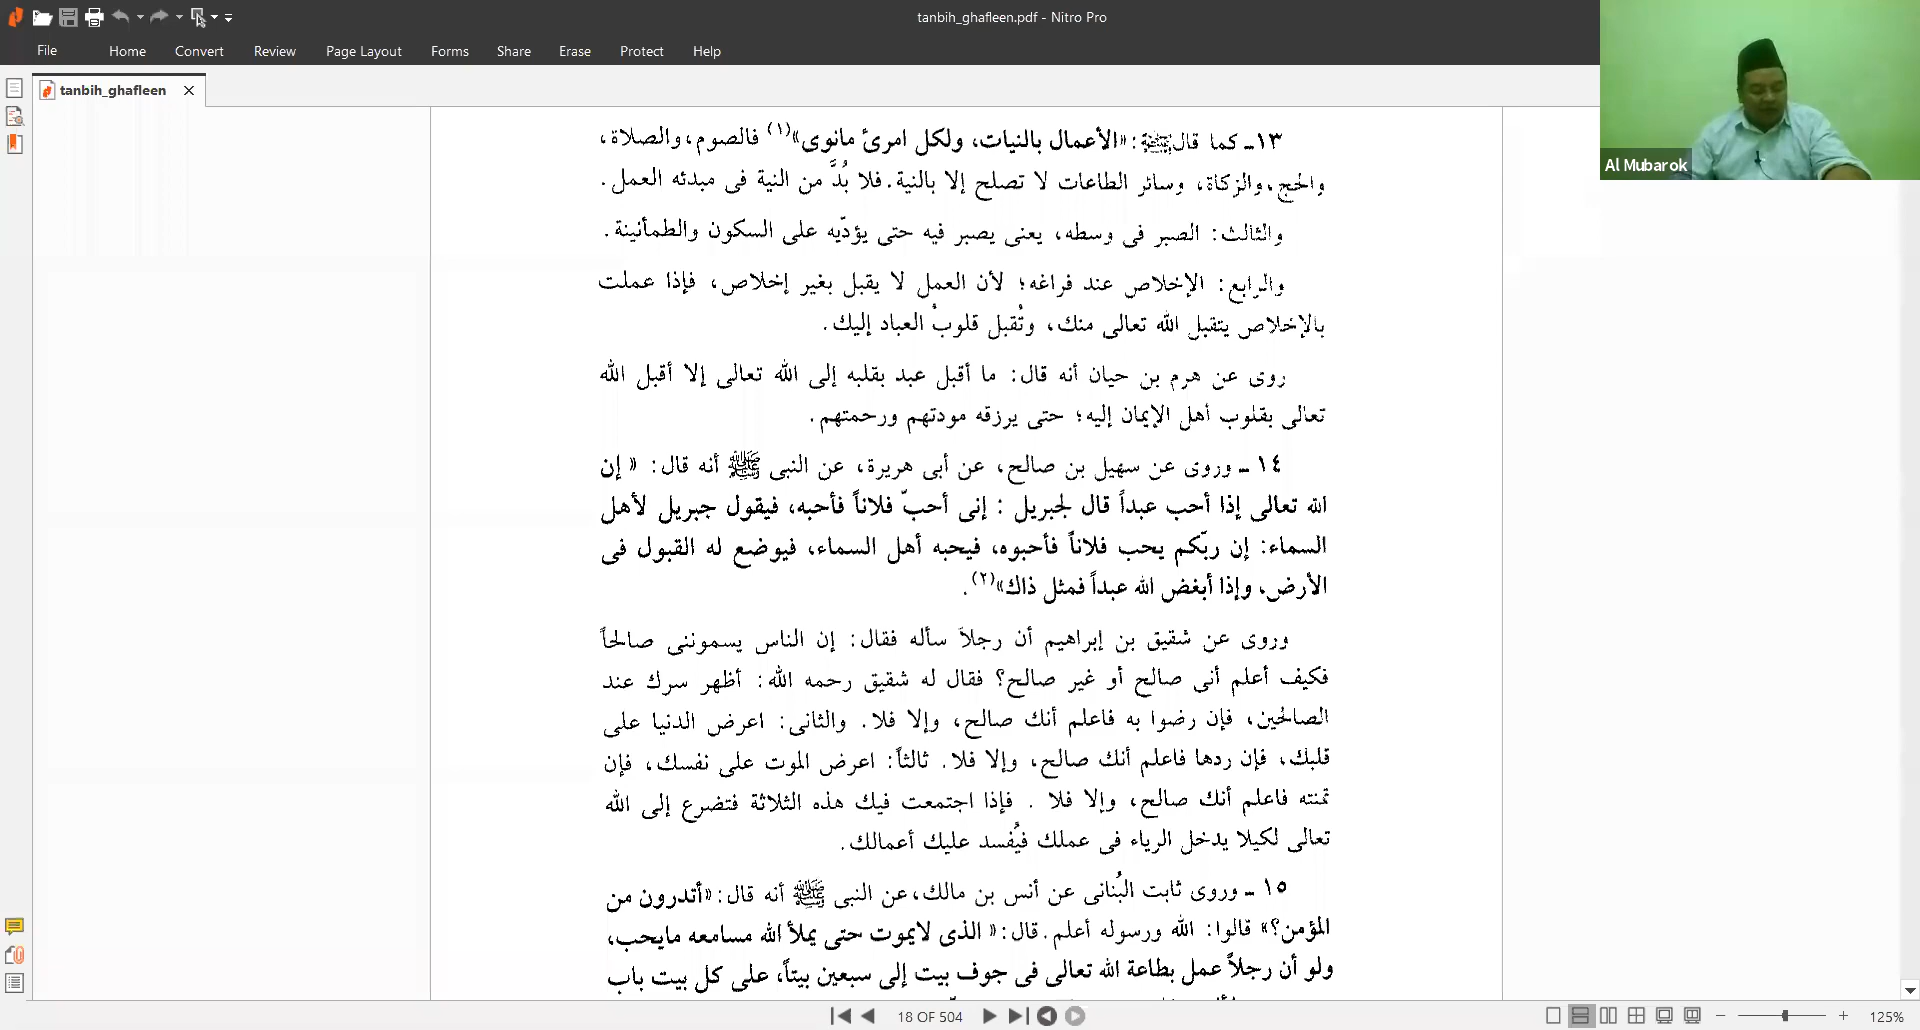 tanbih_ghafleen.pdf - Nitro Pro
File Home Convert Review Page Layout Forms Share Erase Protect Help
tanbih_ghafleen
Al Mubarok
١٣ـ كما قال ﷺ: «الأعمال بالنيات، ولكل امرئ مانوى»(١) فالصوم، والصلاة،
والحج، والزكاة، وسائر الطاعات لا تصلح إلا بالنية. فلا بُدَّ من النية فى مبدئه العمل.
والثالث: الصبر فى وسطه، يعنى يصبر فيه حتى يؤدّيه على السكون والطمأنينة.
والرابع: الإخلاص عند فراغه؛ لأن العمل لا يقبل بغير إخلاص، فإذا عملت
بالإخلاص يتقبل الله تعالى منك، وتُقبل قلوبُ العباد إليك.
روى عن هرم بن حيان أنه قال: ما أقبل عبد بقلبه إلى الله تعالى إلا أقبل الله
تعالى بقلوب أهل الإيمان إليه؛ حتى يرزقه مودتهم ورحمتهم.
١٤ ـ وروى عن سهيل بن صالح، عن أبى هريرة، عن النبى ﷺ أنه قال: «إن
الله تعالى إذا أحب عبداً قال لجبريل : إنى أحبّ فلاناً فأحبه، فيقول جبريل لأهل
السماء: إن ربّكم يحب فلاناً فأحبوه، فيحبه أهل السماء، فيوضع له القبول فى
الأرض، وإذا أبغض الله عبداً فمثل ذاك»(٢).
وروى عن شقيق بن إبراهيم أن رجلاً سأله فقال: إن الناس يسموننى صالحاً
فكيف أعلم أنى صالح أو غير صالح؟ فقال له شقيق رحمه الله: أظهر سرك عند
الصالحين، فإن رضوا به فاعلم أنك صالح، وإلا فلا. والثانى: اعرض الدنيا على
قلبك، فإن ردها فاعلم أنك صالح، وإلا فلا. ثالثاً: اعرض الموت على نفسك، فإن
تمنته فاعلم أنك صالح، وإلا فلا . فإذا اجتمعت فيك هذه الثلاثة فتضرع إلى الله
تعالى لكيلا يدخل الرياء فى عملك فيُفسد عليك أعمالك.
١٥ ـ وروى ثابت البُنانى عن أنس بن مالك، عن النبى ﷺ أنه قال: «أتدرون من
المؤمن؟» قالوا: الله ورسوله أعلم. قال: «الذى لايموت حتى يملأ الله مسامعه مايحب،
ولو أن رجلاً عمل بطاعة الله تعالى فى جوف بيت إلى سبعين بيتاً، على كل بيت باب
18 OF 504
125%